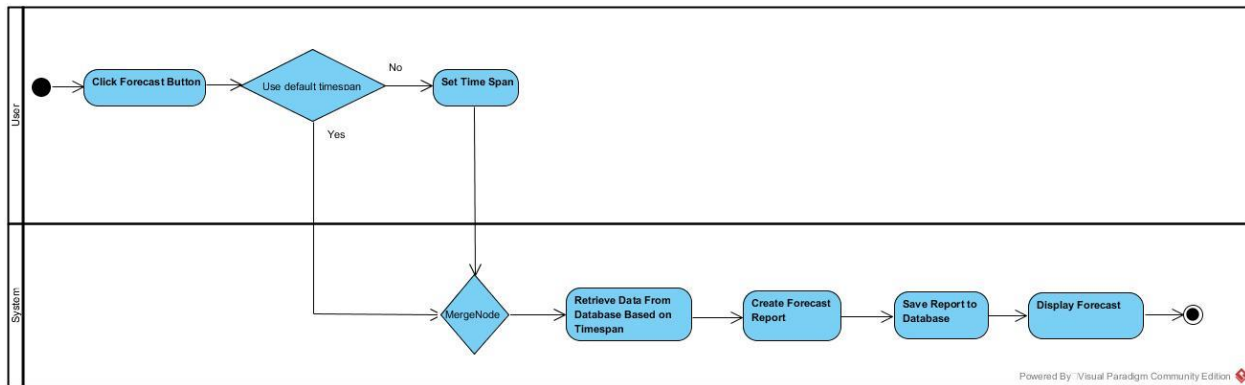 User
Click Forecast Button
Use default timespan
No
Set Time Span
Yes
System
MergeNode
Retrieve Data From
Database Based on
Timespan
Create Forecast
Report
Save Report to
Database
Display Forecast
Powered By Visual Paradigm Community Edition